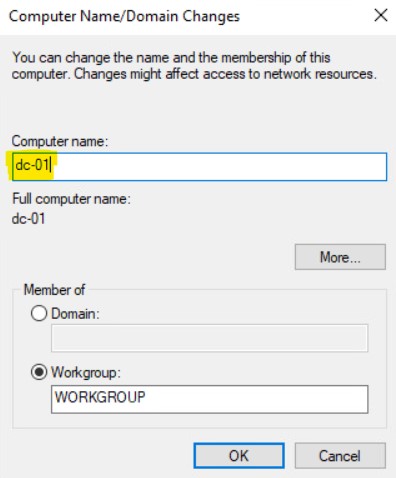 Computer Name/Domain Changes
You can change the name and the membership of this
computer. Changes might affect access to network resources.
Computer name:
dc-01
Full computer name:
dc-01
More...
Member of
Domain:
Workgroup:
WORKGROUP
OK
Cancel